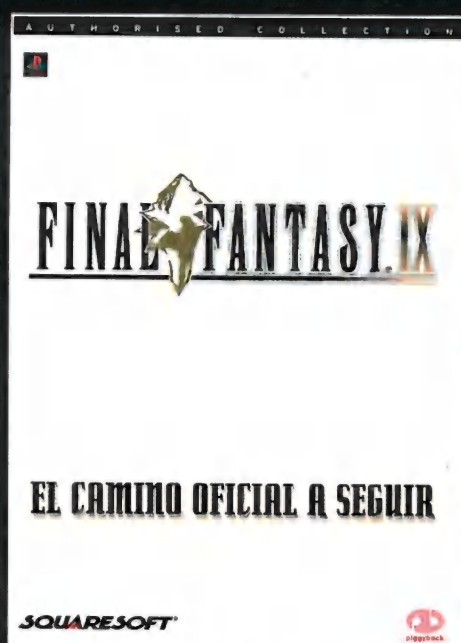 AUTHORISED COLLECTION
FINAL FANTASY. IX
EL CAMINO OFICIAL A SEGUIR
SQUARESOFT®
piggyback